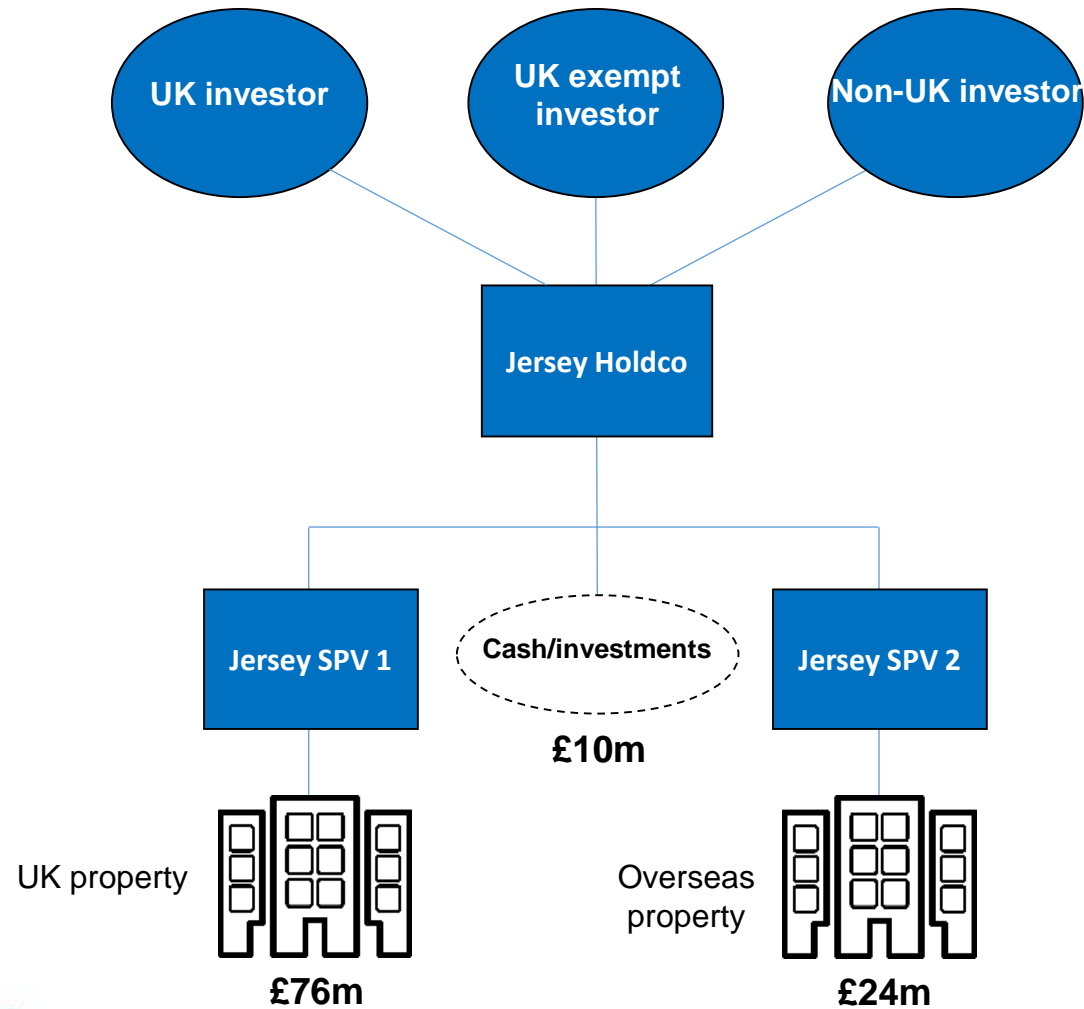 UK investor
UK exempt
investor
Non-UK investor
Jersey Holdco
Jersey SPV 1
Cash/investments
£10m
Jersey SPV 2
UK property
£76m
Overseas
property
£24m